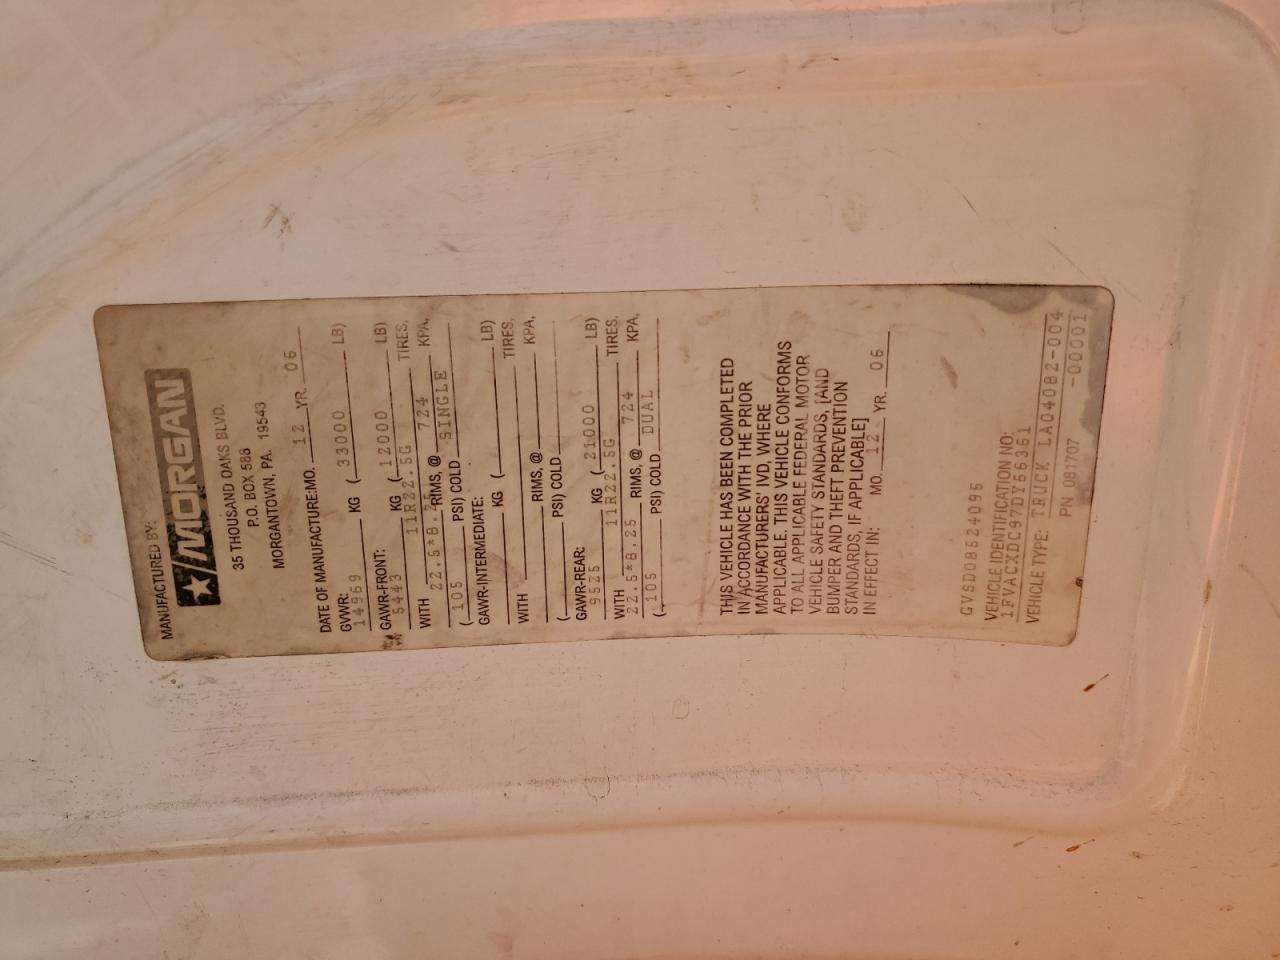 MANUFACTURED BY:
MORGAN
35 THOUSAND OAKS BLVD.
P.O. BOX 588
MORGANTOWN, PA. 19543
DATE OF MANUFACTURE:MO. 12 YR. 06
GVWR:
14969 KG ( 33000 LB)
GAWR-FRONT:
5443 KG ( 12000 LB)
WITH 11R22.5G TIRES,
22.5*8.2 RIMS, @ 724 KPA,
( 105 PSI) COLD SINGLE
GAWR-INTERMEDIATE:
KG ( LB)
WITH TIRES,
RIMS, @ KPA,
( PSI) COLD
GAWR-REAR:
9525 KG ( 21000 LB)
WITH 11R22.5G TIRES,
22.5*8.25 RIMS, @ 724 KPA,
( 105 PSI) COLD DUAL
THIS VEHICLE HAS BEEN COMPLETED
IN ACCORDANCE WITH THE PRIOR
MANUFACTURERS' IVD, WHERE
APPLICABLE. THIS VEHICLE CONFORMS
TO ALL APPLICABLE FEDERAL MOTOR
VEHICLE SAFETY STANDARDS, [AND
BUMPER AND THEFT PREVENTION
STANDARDS, IF APPLICABLE]
IN EFFECT IN: MO. 12 YR. 06
GVSD08524096
VEHICLE IDENTIFICATION NO:
1FVACXDC97DY66361
VEHICLE TYPE: TRUCK LA04082-004
PN 081707 -00001